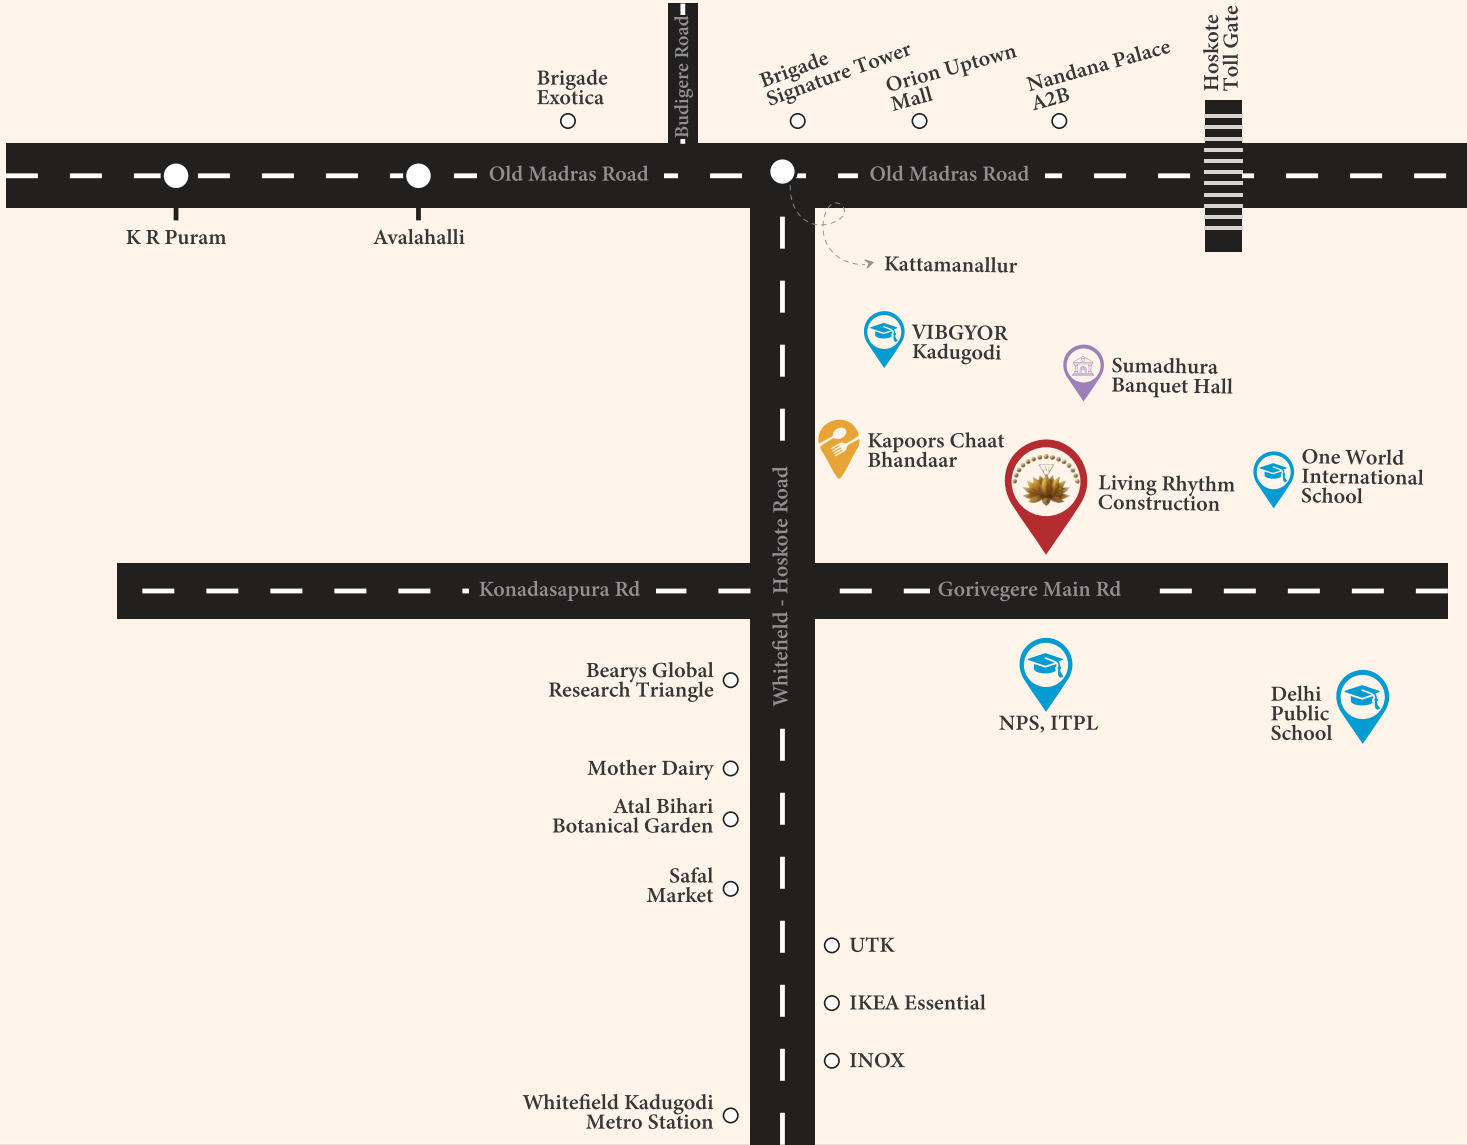 Budigere Road
Brigade
Exotica
Brigade
Signature Tower
Orion Uptown
Mall
Nandana Palace
A2B
Hoskote
Toll Gate
Old Madras Road
Old Madras Road
K R Puram
Avalahalli
Kattamanallur
VIBGYOR
Kadugodi
Sumadhura
Banquet Hall
Kapoors Chaat
Bhandaar
Living Rhythm
Construction
One World
International
School
Whitefield - Hoskote Road
Konadasapura Rd
Gorivegere Main Rd
Bearys Global
Research Triangle
NPS, ITPL
Delhi
Public
School
Mother Dairy
Atal Bihari
Botanical Garden
Safal
Market
UTK
IKEA Essential
INOX
Whitefield Kadugodi
Metro Station